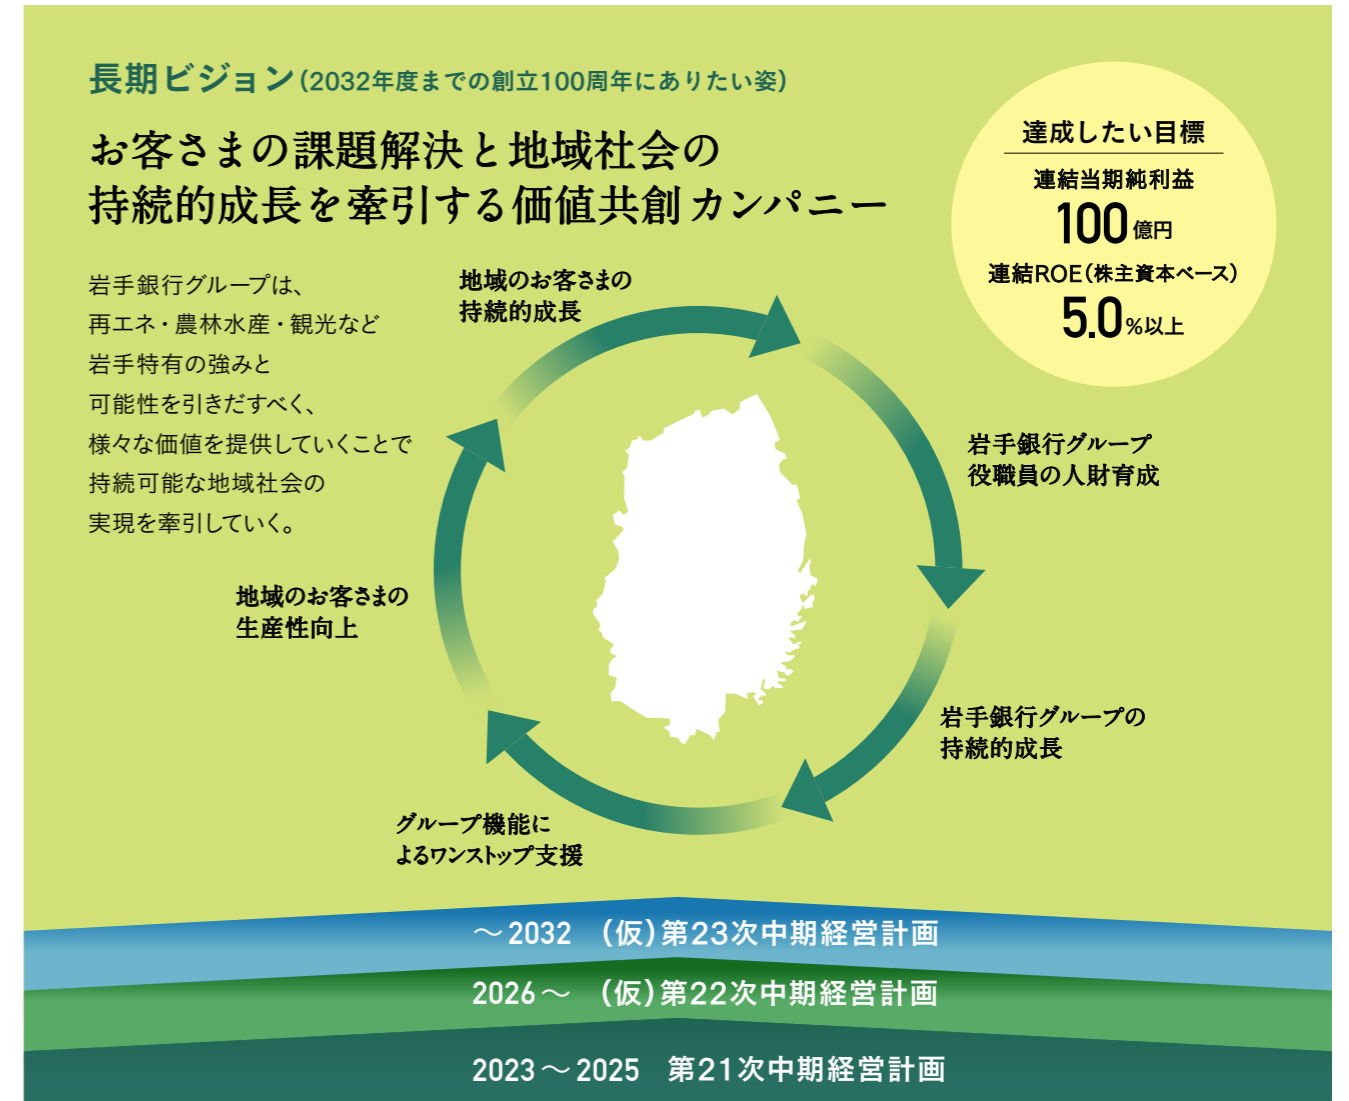 長期ビジョン(2032年度までの創立100周年にありたい姿)
お客さまの課題解決と地域社会の
持続的成長を牽引する価値共創カンパニー
達成したい目標
連結当期純利益
100億円
連結ROE(株主資本ベース)
5.0%以上
岩手銀行グループは、
再エネ・農林水産・観光など
岩手特有の強みと
可能性を引きだすべく、
様々な価値を提供していくことで
持続可能な地域社会の
実現を牽引していく。
地域のお客さまの
持続的成長
岩手銀行グループ
役職員の人財育成
岩手銀行グループの
持続的成長
グループ機能に
よるワンストップ支援
地域のお客さまの
生産性向上
～2032 (仮)第23次中期経営計画
2026～ (仮)第22次中期経営計画
2023～2025 第21次中期経営計画